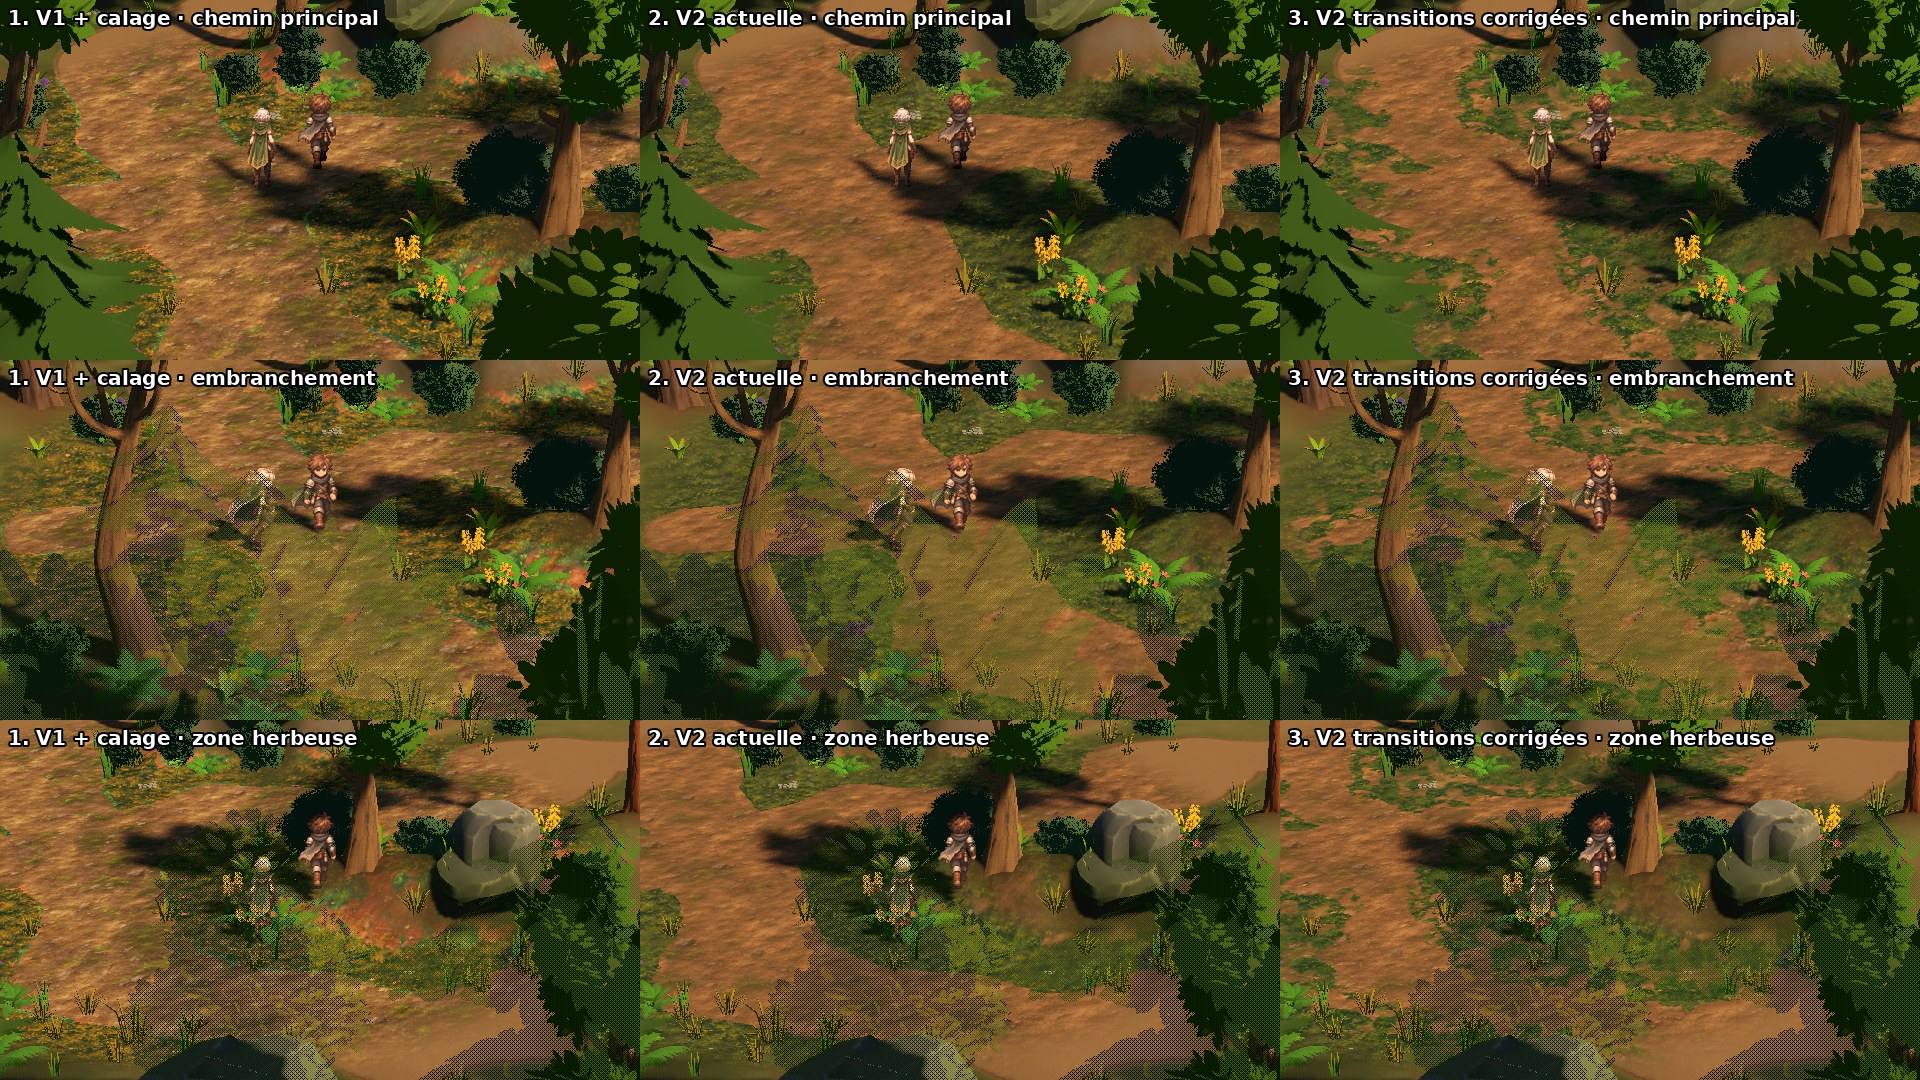 1. V1 + calage · chemin principal
2. V2 actuelle · chemin principal
3. V2 transitions corrigées · chemin principal
1. V1 + calage · embranchement
2. V2 actuelle · embranchement
3. V2 transitions corrigées · embranchement
1. V1 + calage · zone herbeuse
2. V2 actuelle · zone herbeuse
3. V2 transitions corrigées · zone herbeuse